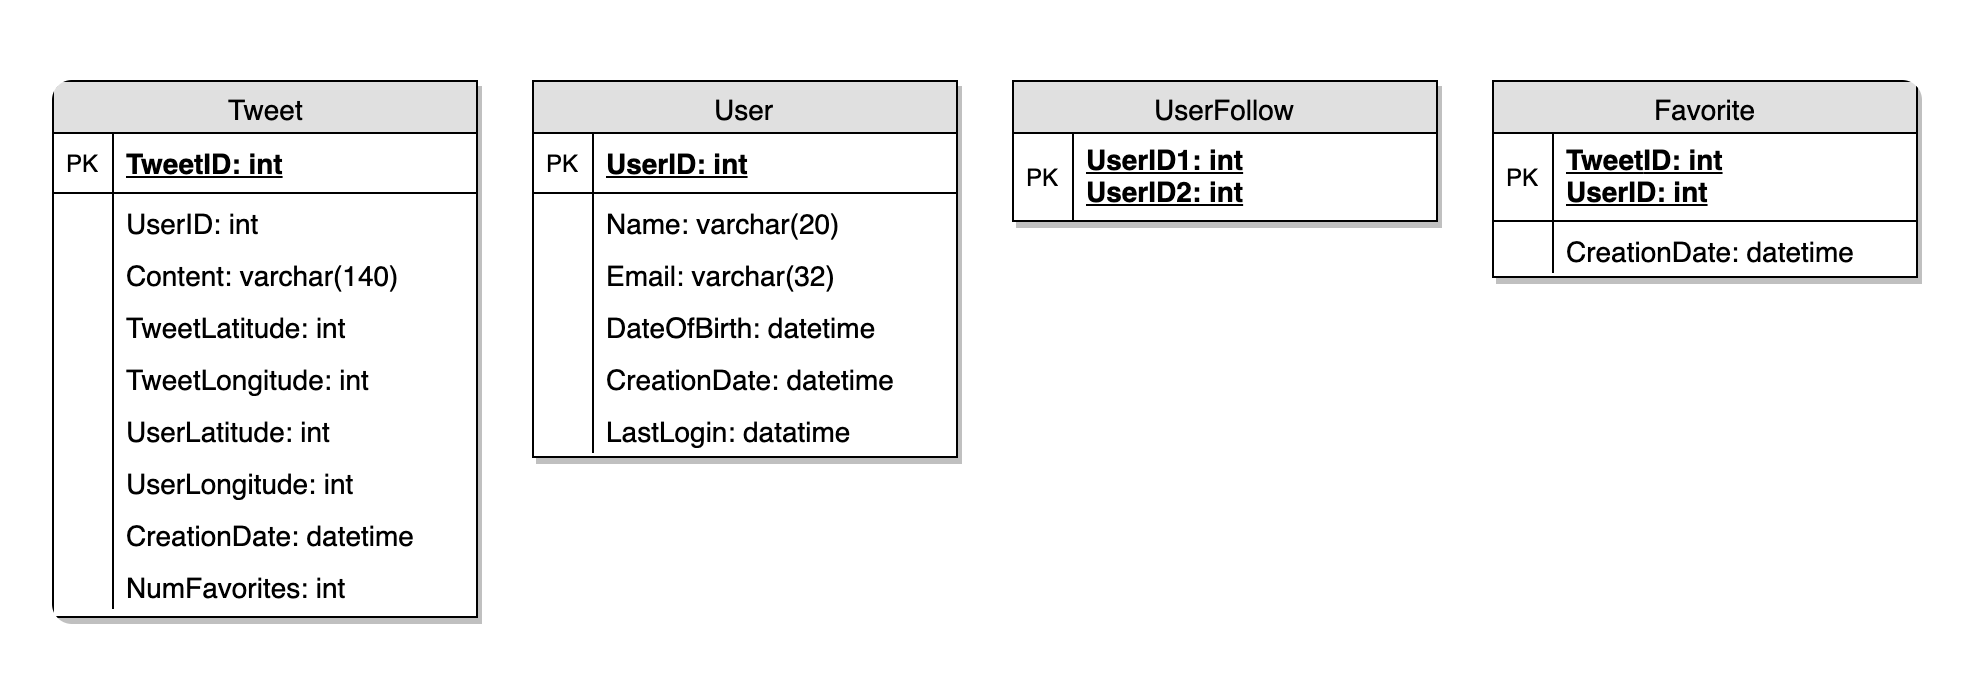 Tweet
PK
TweetID: int
UserID: int
Content: varchar(140)
TweetLatitude: int
TweetLongitude: int
UserLatitude: int
UserLongitude: int
CreationDate: datetime
NumFavorites: int
User
PK
UserID: int
Name: varchar(20)
Email: varchar(32)
DateOfBirth: datetime
CreationDate: datetime
LastLogin: datatime
UserFollow
PK
UserID1: int
UserID2: int
Favorite
PK
TweetID: int
UserID: int
CreationDate: datetime